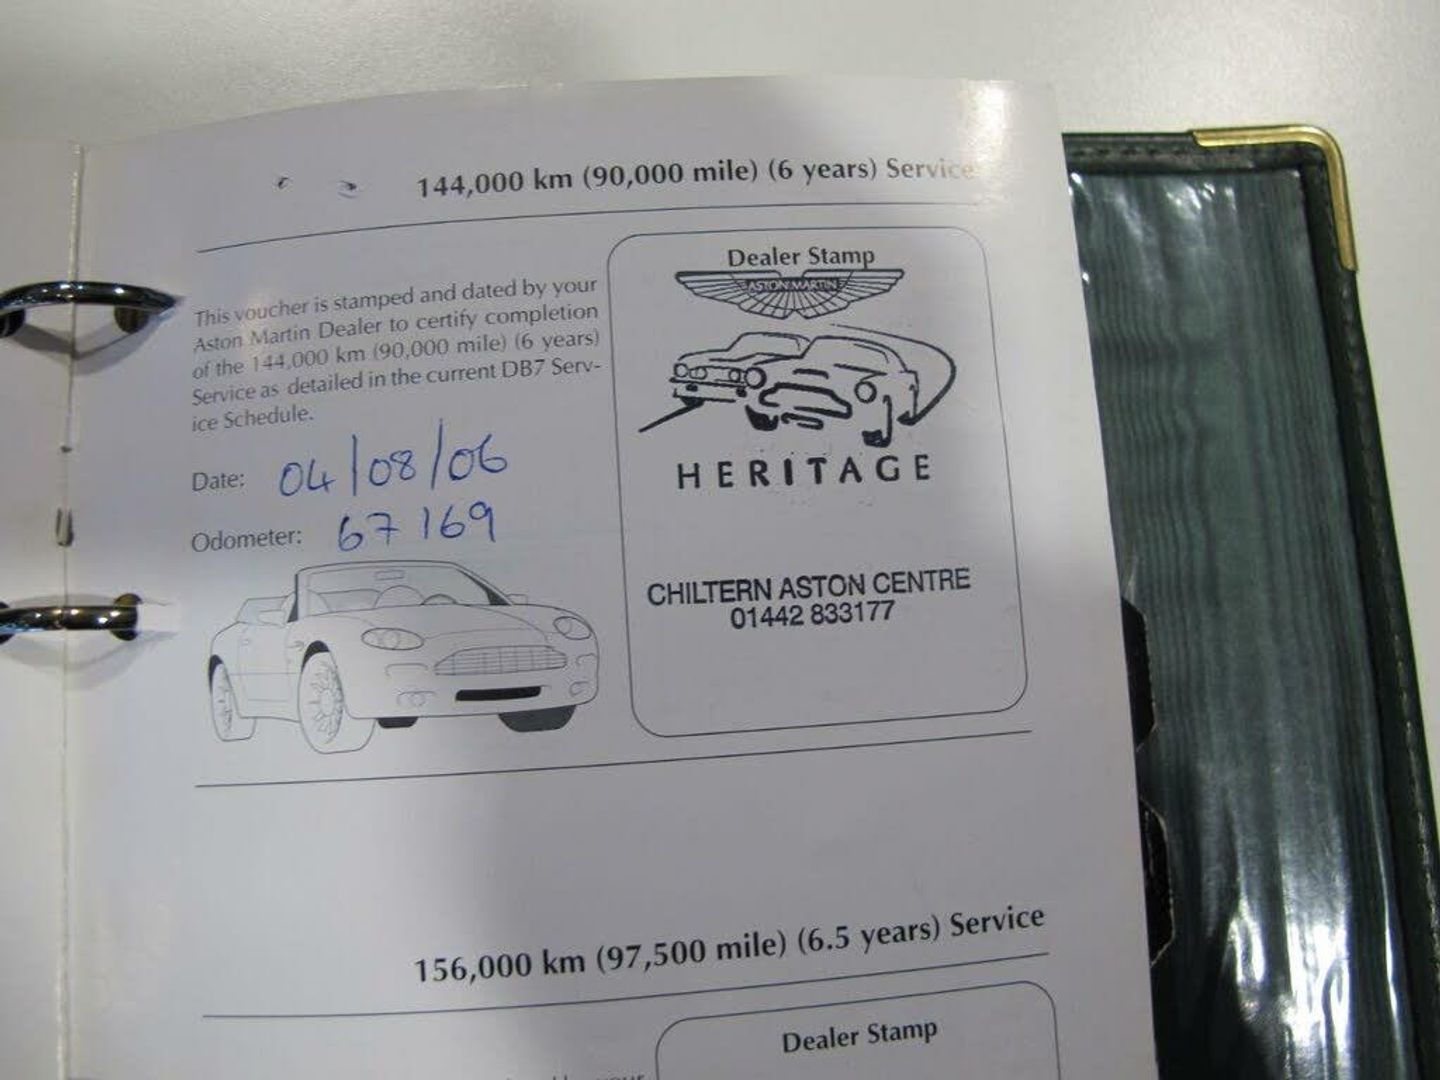 144,000 km (90,000 mile) (6 years) Service
This voucher is stamped and dated by your
Aston Martin Dealer to certify completion
of the 144,000 km (90,000 mile) (6 years)
Service as detailed in the current DB7 Serv-
ice Schedule.
Date: 04/08/06
Odometer: 67 169
Dealer Stamp
ASTON MARTIN
HERITAGE
CHILTERN ASTON CENTRE
01442 833177
156,000 km (97,500 mile) (6.5 years) Service
Dealer Stamp